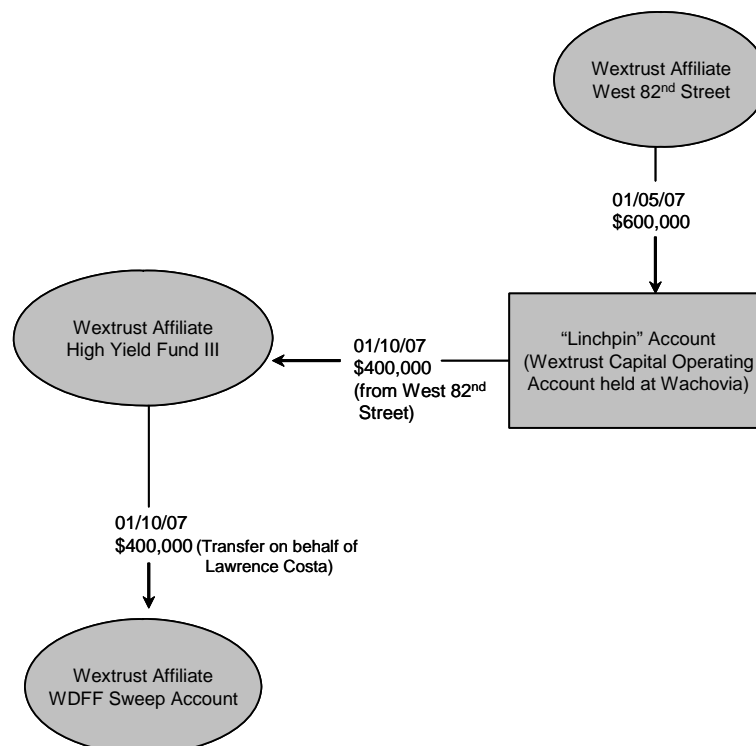 Wextrust Affiliate
West 82nd Street
01/05/07
$600,000
“Linchpin” Account
(Wextrust Capital Operating
Account held at Wachovia)
01/10/07
$400,000
(from West 82nd
Street)
Wextrust Affiliate
High Yield Fund III
01/10/07
$400,000 (Transfer on behalf of
Lawrence Costa)
Wextrust Affiliate
WDFF Sweep Account